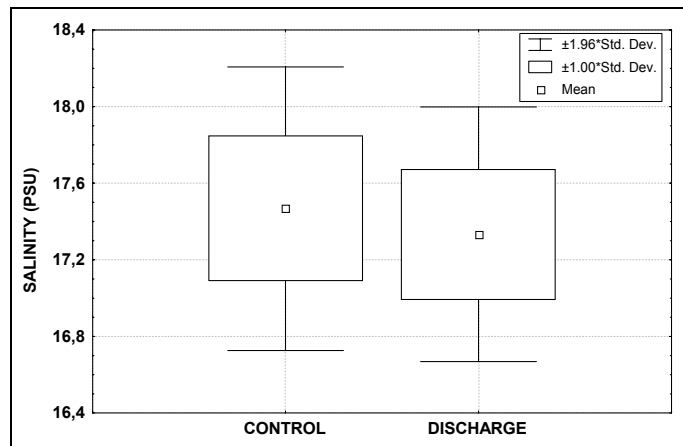 18,4
18,0
17,6
17,2
16,8
16,4
SALINITY (PSU)
±1.96*Std. Dev.
±1.00*Std. Dev.
Mean
CONTROL
DISCHARGE